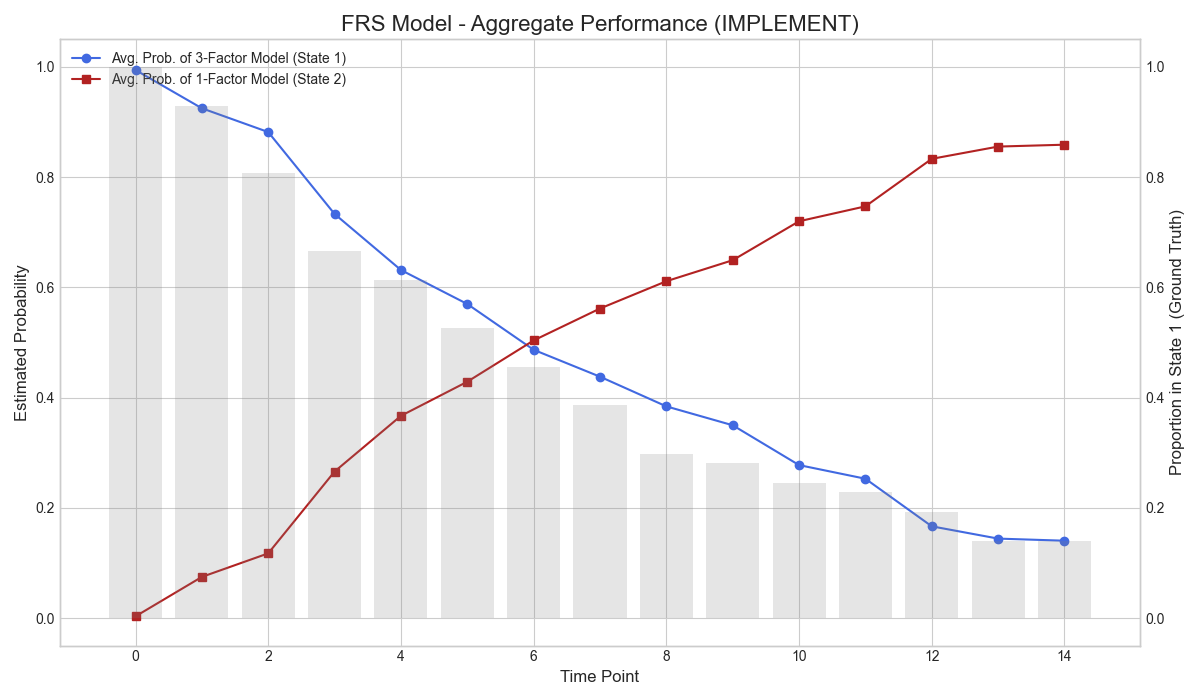 FRS Model - Aggregate Performance (IMPLEMENT)
Avg. Prob. of 3-Factor Model (State 1)
Avg. Prob. of 1-Factor Model (State 2)
Estimated Probability
1.0
0.8
0.6
0.4
0.2
0.0
1.0
0.8
0.6
0.4
0.2
0.0
Proportion in State 1 (Ground Truth)
0 2 4 6 8 10 12 14
Time Point